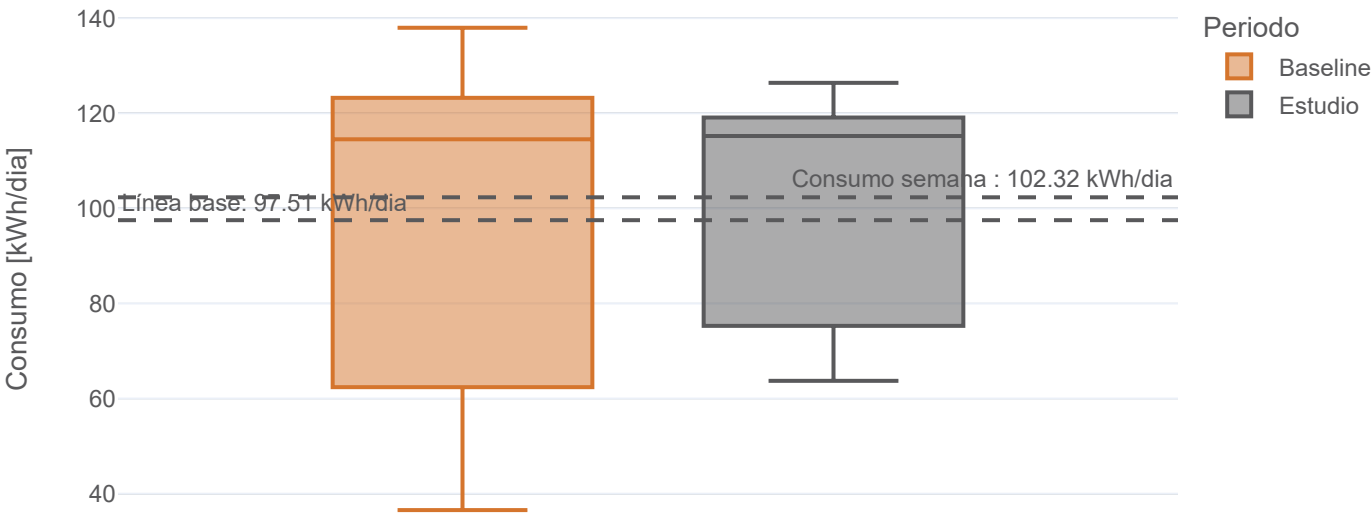 Consumo [kWh/dia]
140
120
100
80
60
40
Línea base: 97.51 kWh/dia
Consumo semana : 102.32 kWh/dia
Periodo
Baseline
Estudio